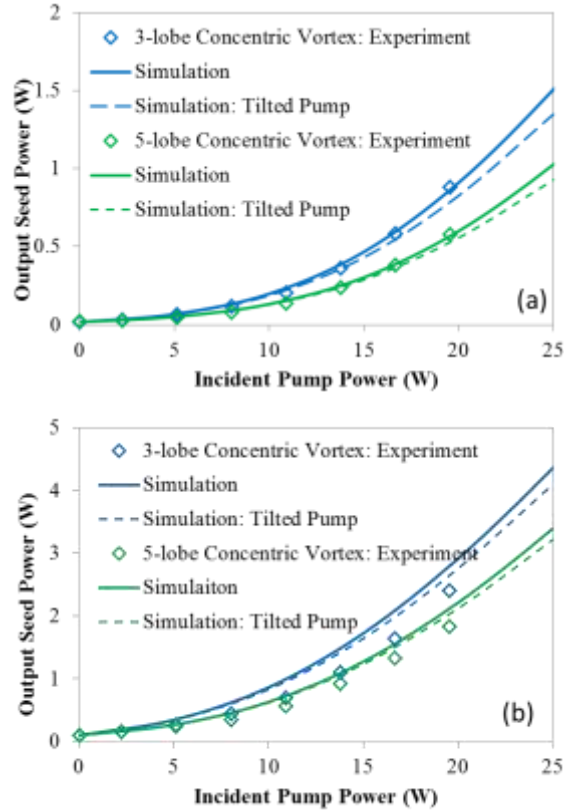 2
3-lobe Concentric Vortex: Experiment
Simulation
1.5
Simulation: Tilted Pump
5-lobe Concentric Vortex: Experiment
1
Simulation
Simulation: Tilted Pump
0.5
(a)
0
0 5 10 15 20 25
Output Seed Power (W)
Incident Pump Power (W)
5
3-lobe Concentric Vortex: Experiment
Simulation
4
Simulation: Tilted Pump
3
5-lobe Concentric Vortex: Experiment
Simulaiton
2
Simulation: Tilted Pump
1
(b)
0
0 5 10 15 20 25
Output Seed Power (W)
Incident Pump Power (W)